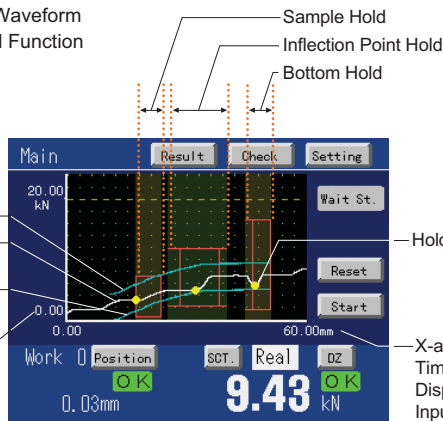 Waveform
Function
Sample Hold
Inflection Point Hold
Bottom Hold
Main
Result
Check
Setting
20.00
kN
Wait St.
Hold
Reset
Start
0.00
0.00
60.00mm
X-a
Work 0
Position
SCT.
Real
DZ
Time
OK
OK
Disp
0.03mm
9.43
kN
Inpu